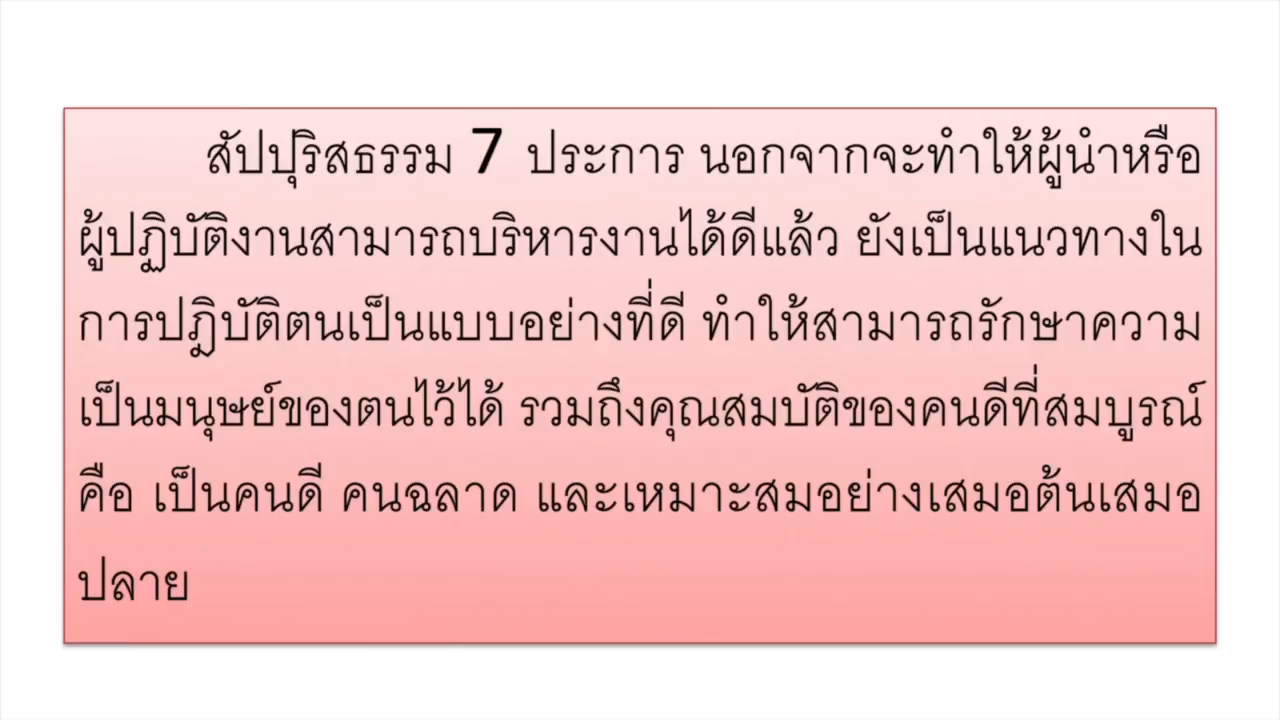 สัปปุริสธรรม 7 ประการ นอกจากจะทำให้ผู้นำหรือ
ผู้ปฏิบัติงานสามารถบริหารงานได้ดีแล้ว ยังเป็นแนวทางใน
การปฎิบัติตนเป็นแบบอย่างที่ดี ทำให้สามารถรักษาความ
เป็นมนุษย์ของตนไว้ได้ รวมถึงคุณสมบัติของคนดีที่สมบูรณ์
คือ เป็นคนดี คนฉลาด และเหมาะสมอย่างเสมอต้นเสมอ
ปลาย